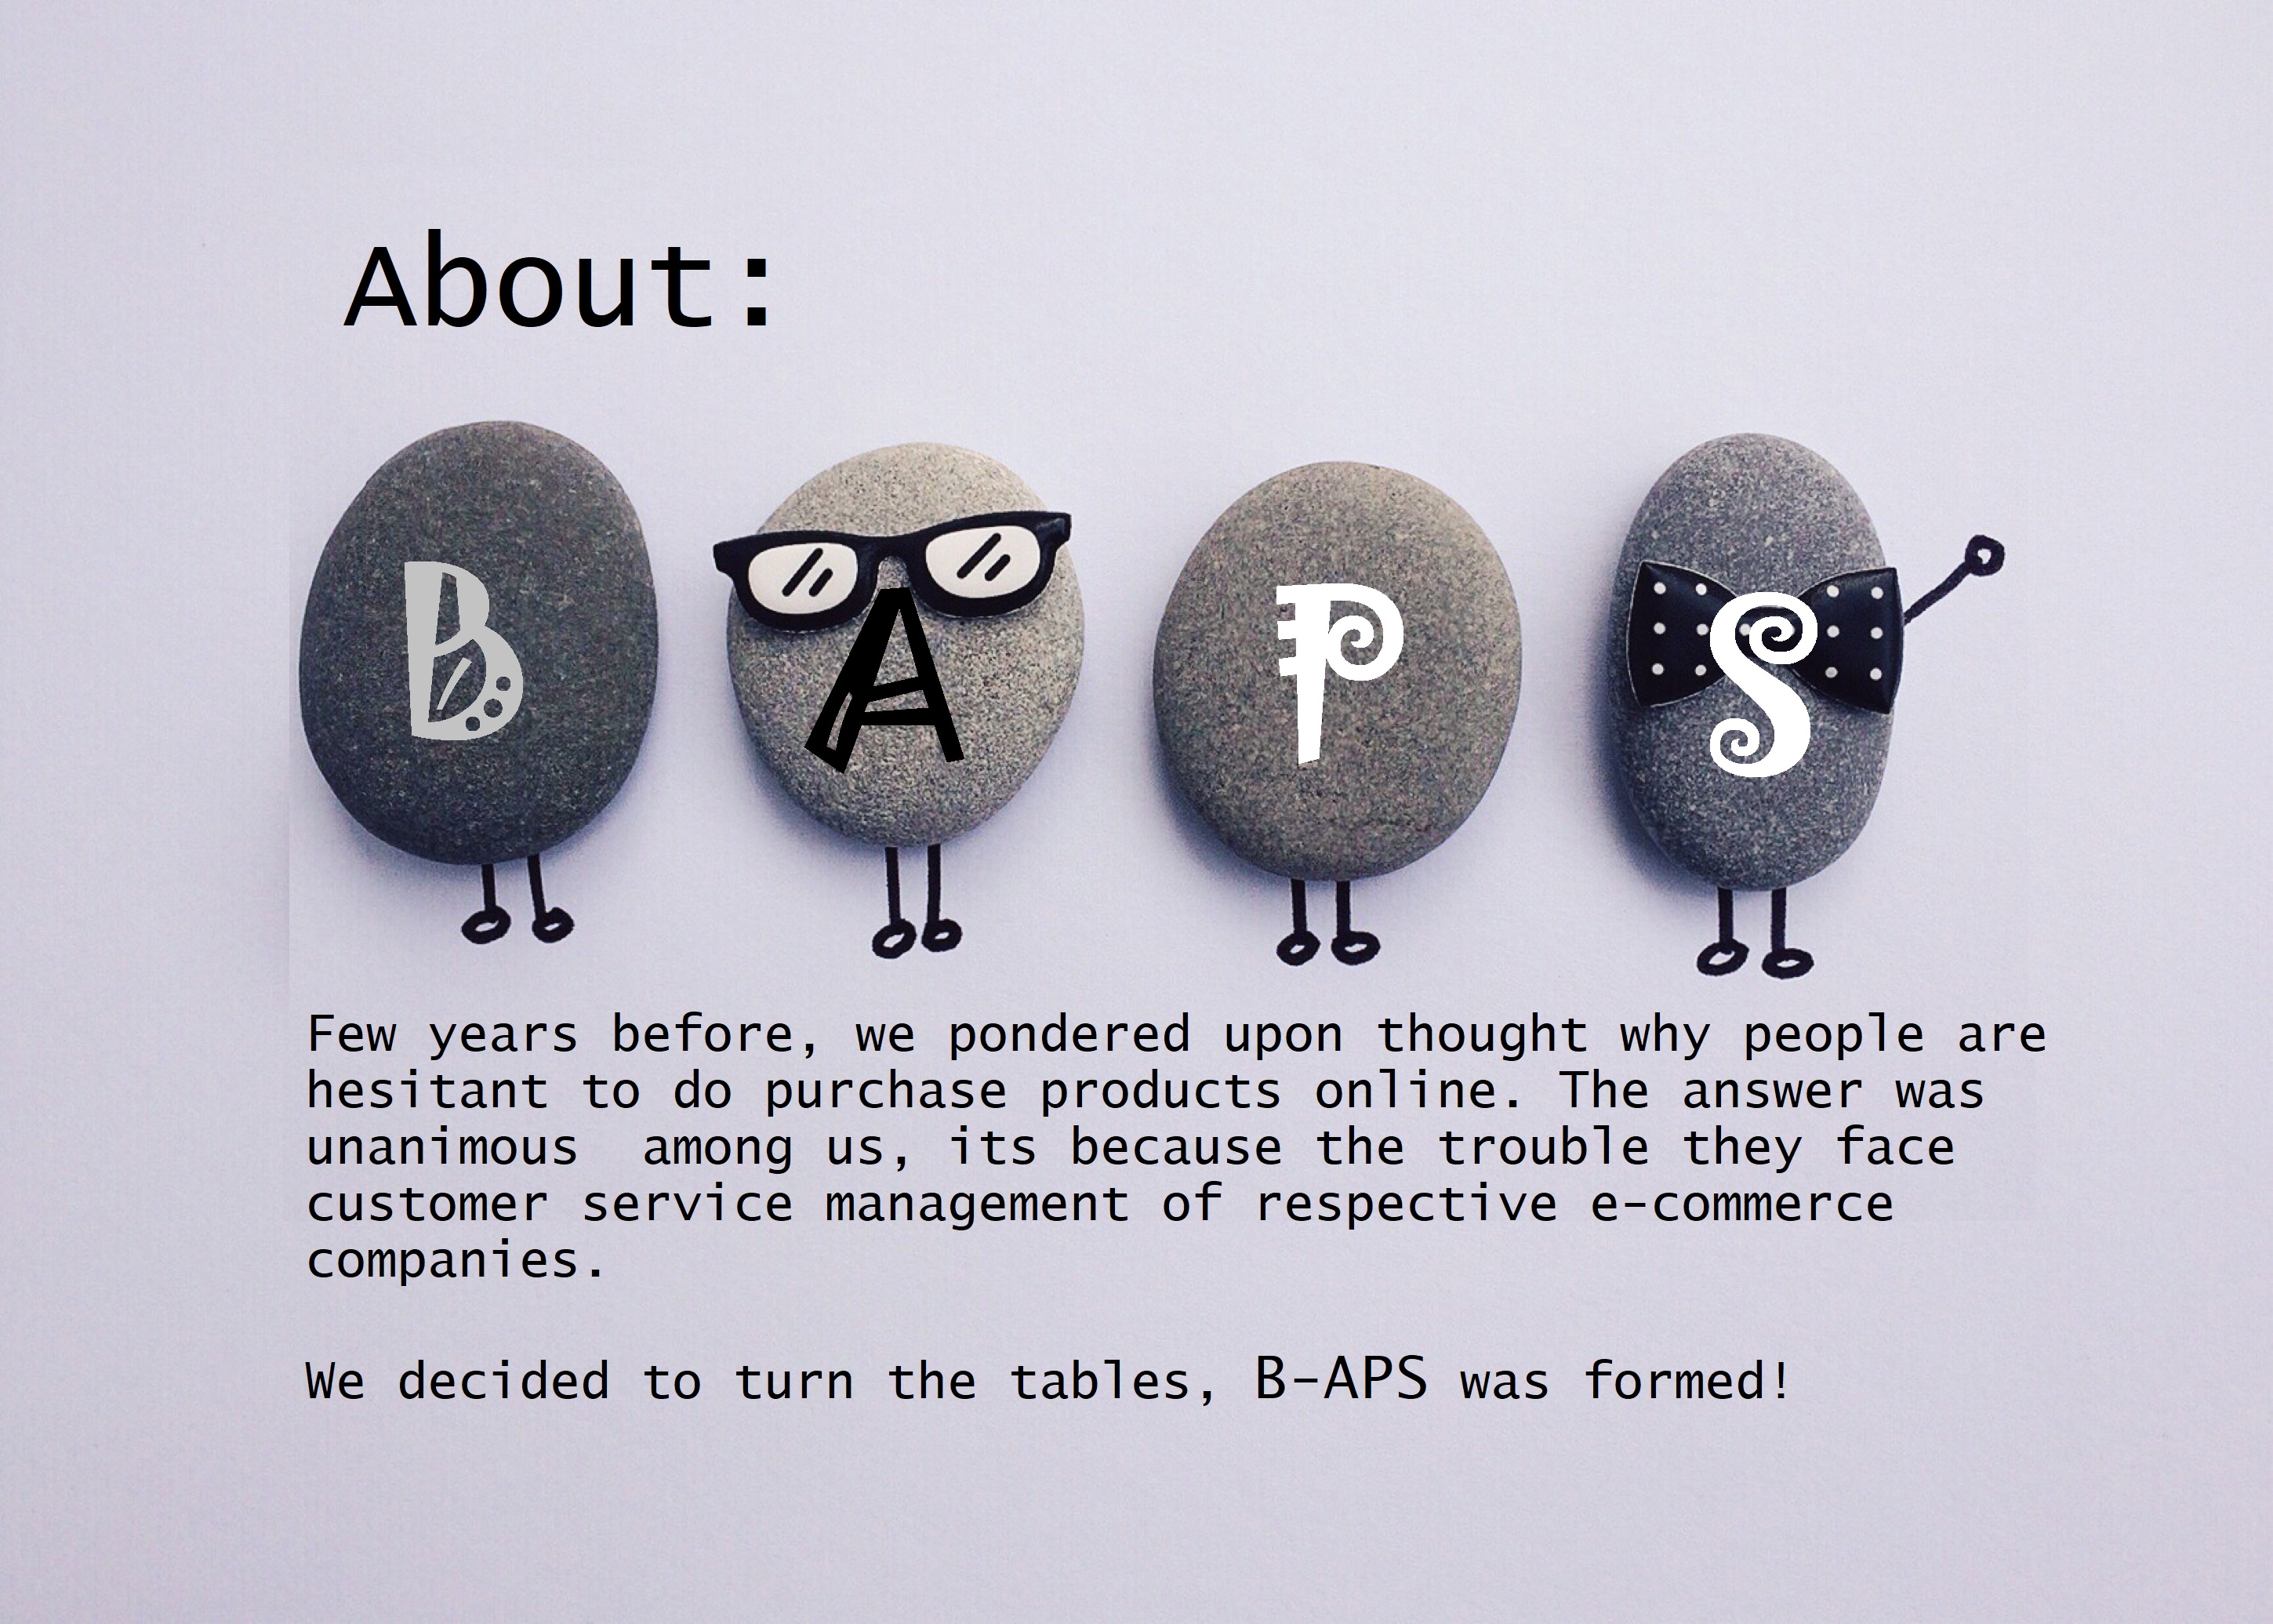 About:
B A P S
Few years before, we pondered upon thought why people are
hesitant to do purchase products online. The answer was
unanimous  among us, its because the trouble they face
customer service management of respective e-commerce
companies.
We decided to turn the tables, B-APS was formed!